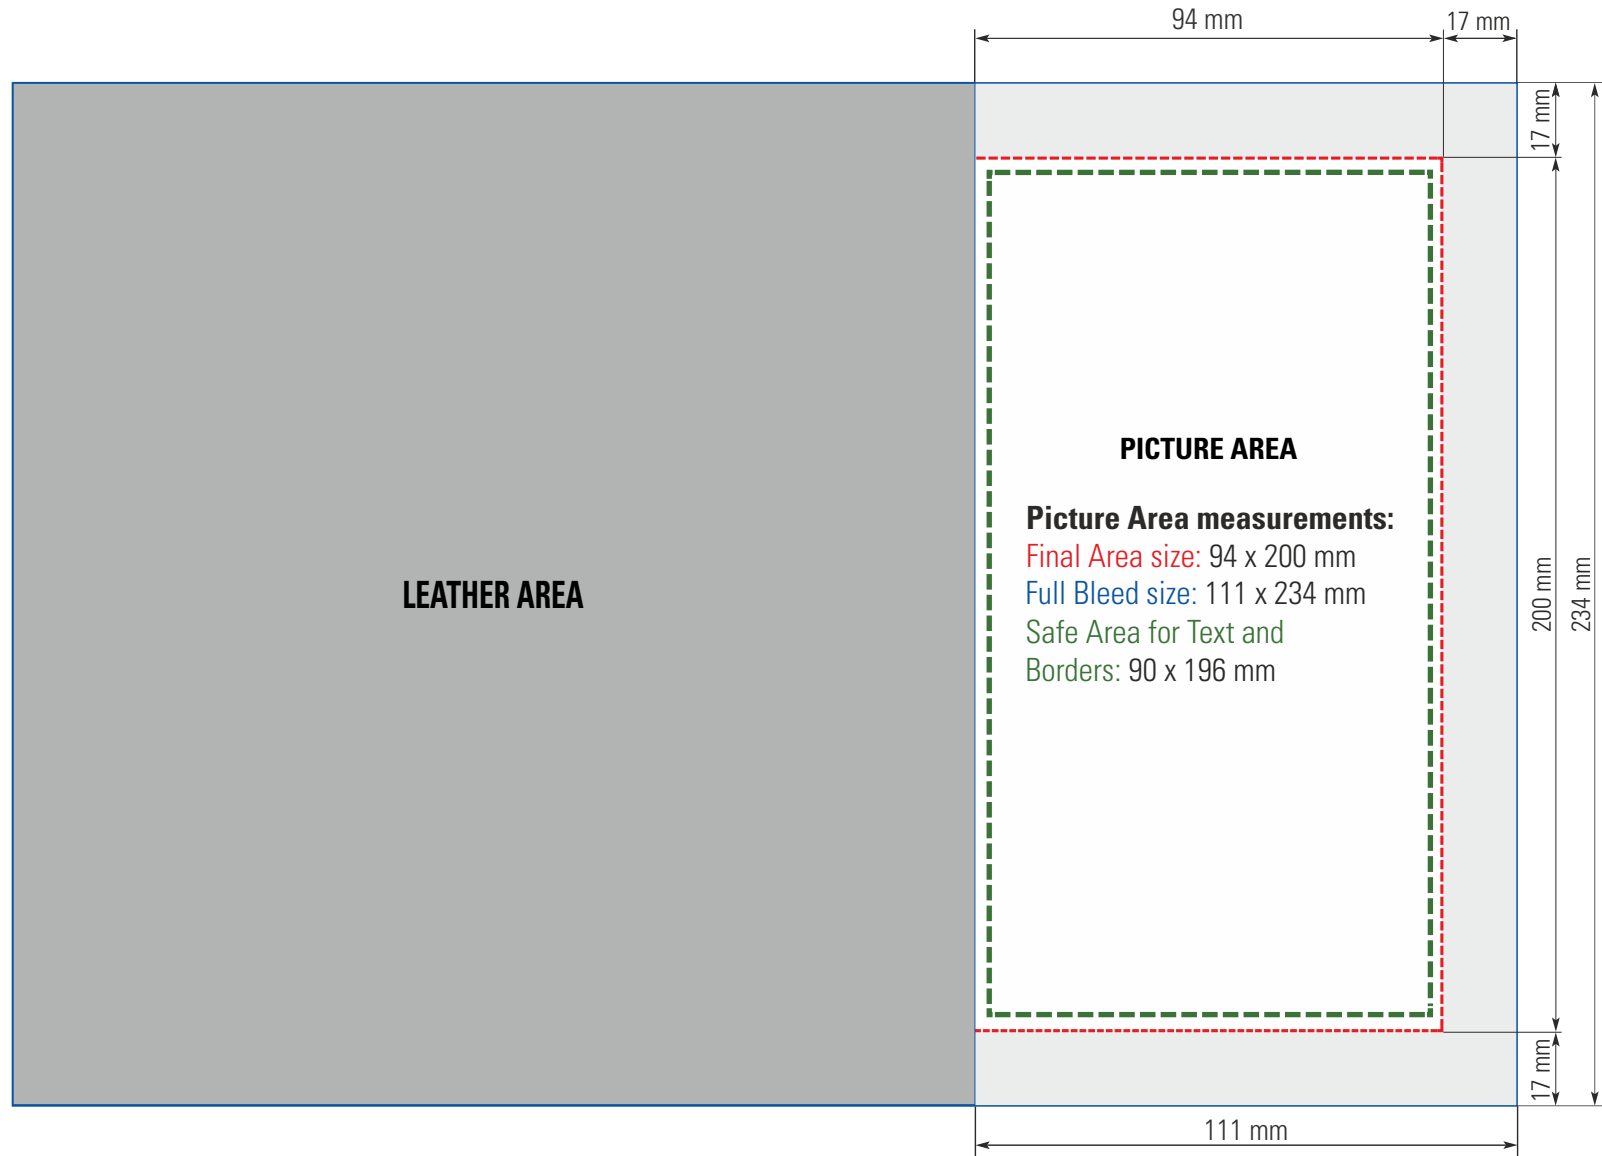 94 mm
17 mm
17 mm
LEATHER AREA
PICTURE AREA
Picture Area measurements:
Final Area size: 94 x 200 mm
Full Bleed size: 111 x 234 mm
Safe Area for Text and
Borders: 90 x 196 mm
200 mm
234 mm
17 mm
111 mm